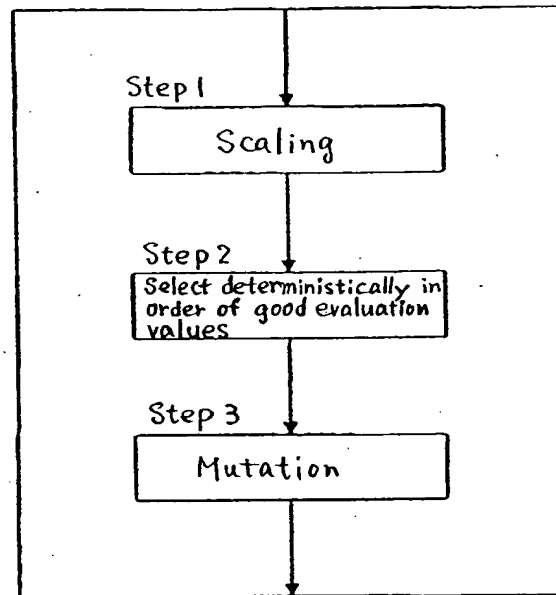 Step 1
Scaling
Step 2
Select deterministically in
order of good evaluation
values
Step 3
Mutation